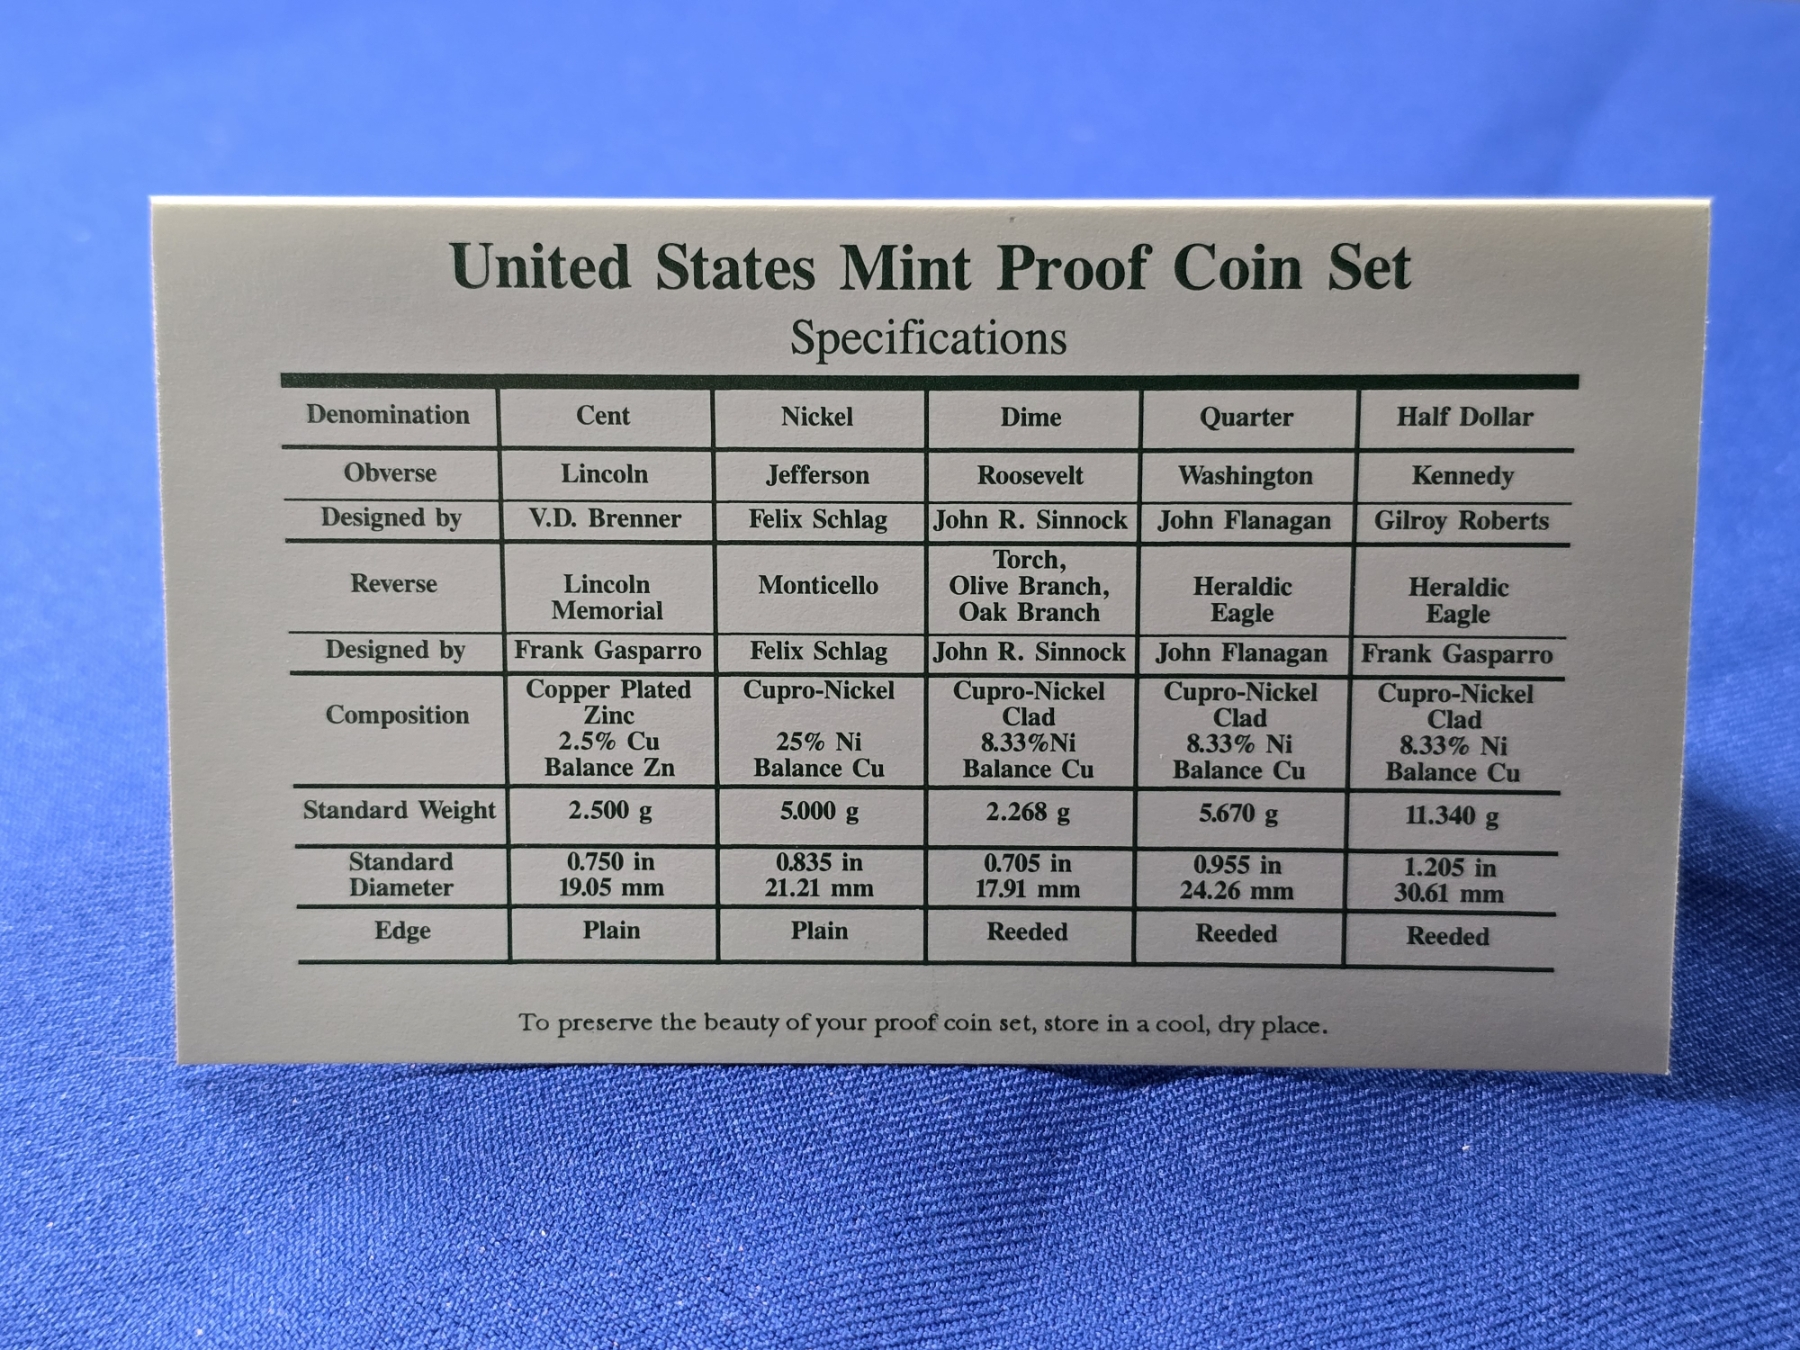 United States Mint Proof Coin Set
Specifications
Denomination Cent Nickel Dime Quarter Half Dollar
Obverse Lincoln Jefferson Roosevelt Washington Kennedy
Designed by V.D. Brenner Felix Schlag John R. Sinnock John Flanagan Gilroy Roberts
Torch,
Reverse Lincoln Monticello Olive Branch, Heraldic Heraldic
Memorial Oak Branch Eagle Eagle
Designed by Frank Gasparro Felix Schlag John R. Sinnock John Flanagan Frank Gasparro
Copper Plated Cupro-Nickel Cupro-Nickel Cupro-Nickel Cupro-Nickel
Composition Zinc Clad Clad Clad
2.5% Cu 25% Ni 8.33%Ni 8.33% Ni 8.33% Ni
Balance Zn Balance Cu Balance Cu Balance Cu Balance Cu
Standard Weight 2.500 g 5.000 g 2.268 g 5.670 g 11.340 g
Standard 0.750 in 0.835 in 0.705 in 0.955 in 1.205 in
Diameter 19.05 mm 21.21 mm 17.91 mm 24.26 mm 30.61 mm
Edge Plain Plain Reeded Reeded Reeded
To preserve the beauty of your proof coin set, store in a cool, dry place.